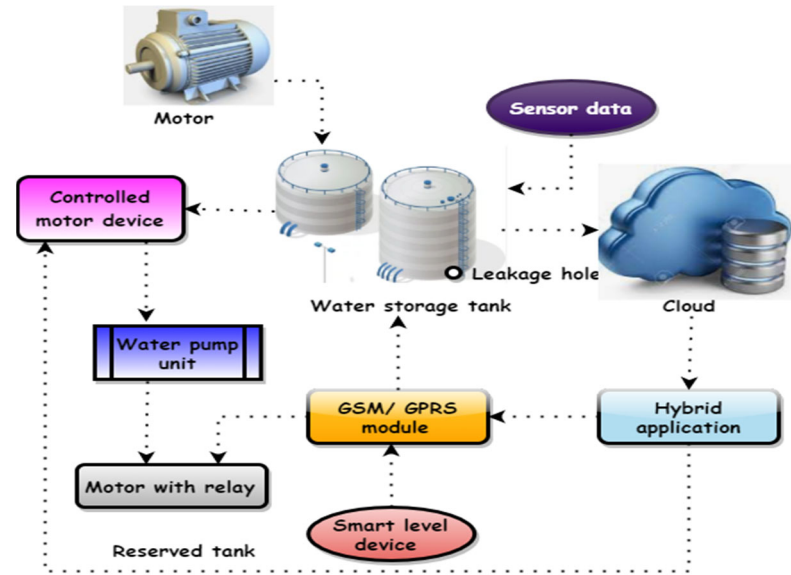 Motor
Sensor data
Controlled
motor device
Leakage hole
Water storage tank
Cloud
Water pump
unit
GSM/ GPRS
module
Hybrid
application
Motor with relay
Smart level
device
Reserved tank